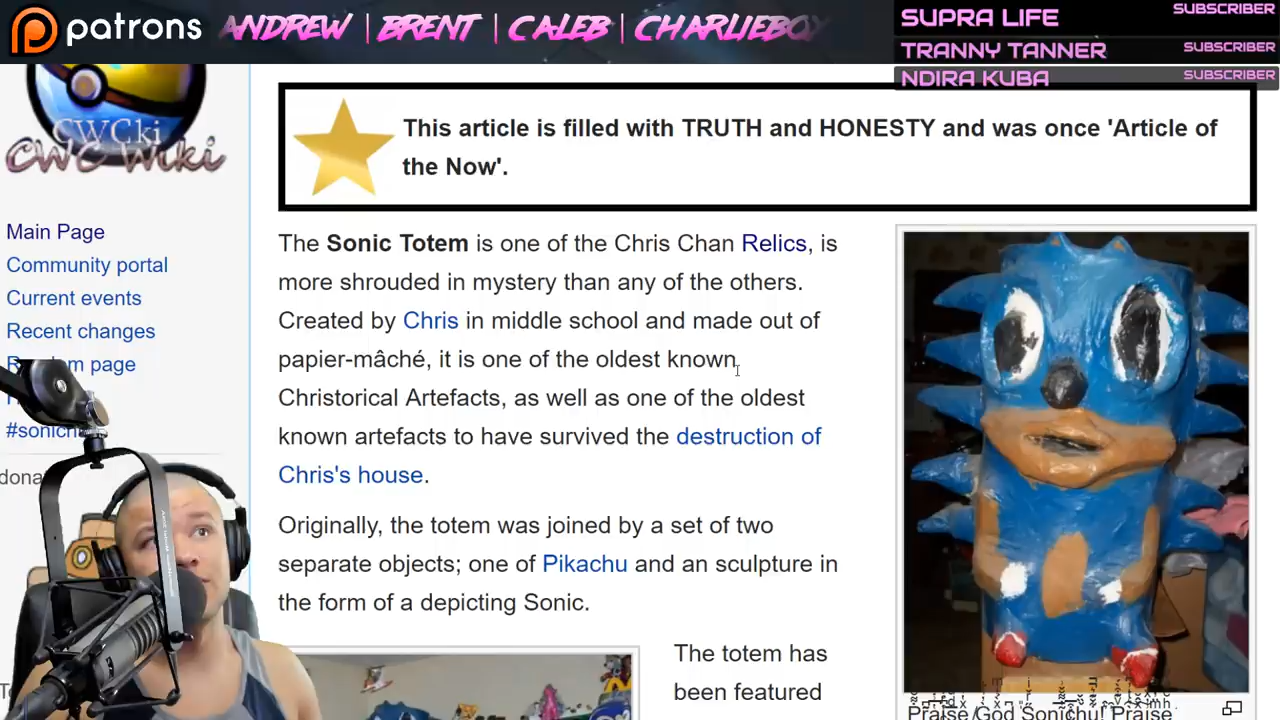 patrons ANDREW | BRENT | CALEB | CHARLIEBOY
SUPRA LIFE SUBSCRIBER
TRANNY TANNER SUBSCRIBER
NDIRA KUBA SUBSCRIBER
CWCki
CWC Wiki
Main Page
Community portal
Current events
Recent changes
page
This article is filled with TRUTH and HONESTY and was once 'Article of
the Now'.
The Sonic Totem is one of the Chris Chan Relics, is
more shrouded in mystery than any of the others.
Created by Chris in middle school and made out of
papier-mâché, it is one of the oldest known
Christorical Artefacts, as well as one of the oldest
known artefacts to have survived the destruction of
Chris's house.
Originally, the totem was joined by a set of two
separate objects; one of Pikachu and an sculpture in
the form of a depicting Sonic.
The totem has
been featured
Praise God Sonichu! Praise